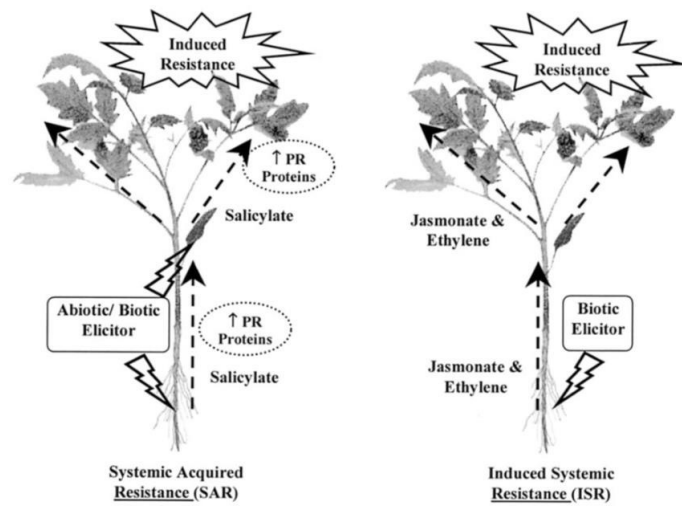 Induced
Resistance
↑ PR
Proteins
Salicylate
Abiotic/ Biotic
Elicitor
↑ PR
Proteins
Salicylate
Systemic Acquired
Resistance (SAR)
Induced
Resistance
Jasmonate &
Ethylene
Biotic
Elicitor
Jasmonate &
Ethylene
Induced Systemic
Resistance (ISR)